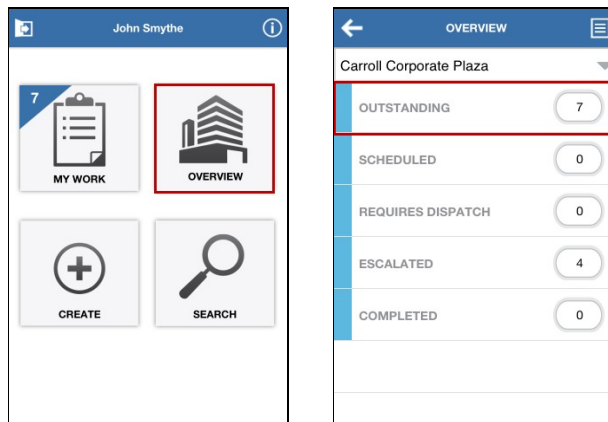 John Smythe
7
MY WORK
OVERVIEW
CREATE
SEARCH
OVERVIEW
Carroll Corporate Plaza
OUTSTANDING 7
SCHEDULED 0
REQUIRES DISPATCH 0
ESCALATED 4
COMPLETED 0